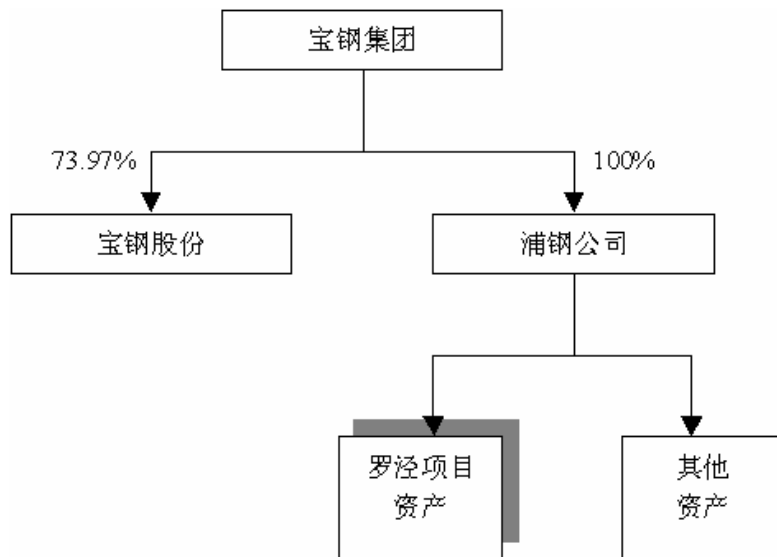 宝钢集团
73.97%
100%
宝钢股份
浦钢公司
罗泾项目
资产
其他
资产